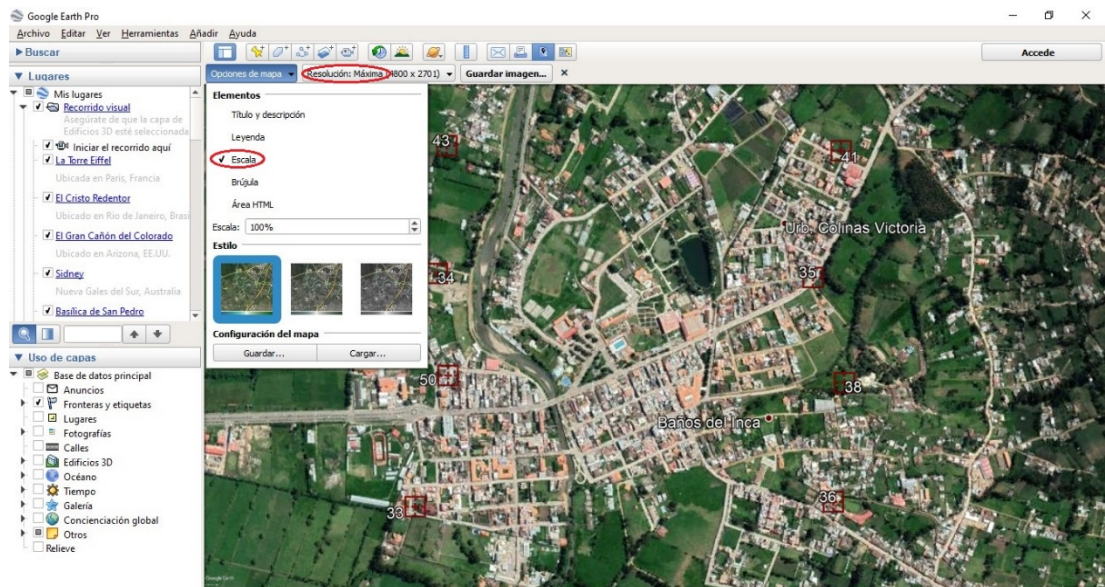 Google Earth Pro
Archivo Editar Ver Herramientas Añadir Ayuda
Buscar
Accede
Lugares
Opciones de mapa
Resolución: Máxima (4800 x 2701)
Guardar imagen...
Mis lugares
Recorrido visual
Asegúrate de que la capa de
Edificios 3D esté seleccionada
Iniciar el recorrido aquí
La Torre Eiffel
Ubicada en París, Francia
El Cristo Redentor
Ubicado en Río de Janeiro, Brasi
El Gran Cañón del Colorado
Ubicado en Arizona, EE.UU.
Sidney
Nueva Gales del Sur, Australia
Basílica de San Pedro
Elementos
Título y descripción
Leyenda
Escala
Brújula
Área HTML
Escala: 100%
Estilo
Configuración del mapa
Guardar...
Cargar...
Uso de capas
Base de datos principal
Anuncios
Fronteras y etiquetas
Lugares
Fotografías
Calles
Edificios 3D
Océano
Tiempo
Galería
Concienciación global
Otros
Relieve
43
41
Urb. Colinas Victoria
34
35
50
38
Baños del Inca
33
36
Google Earth